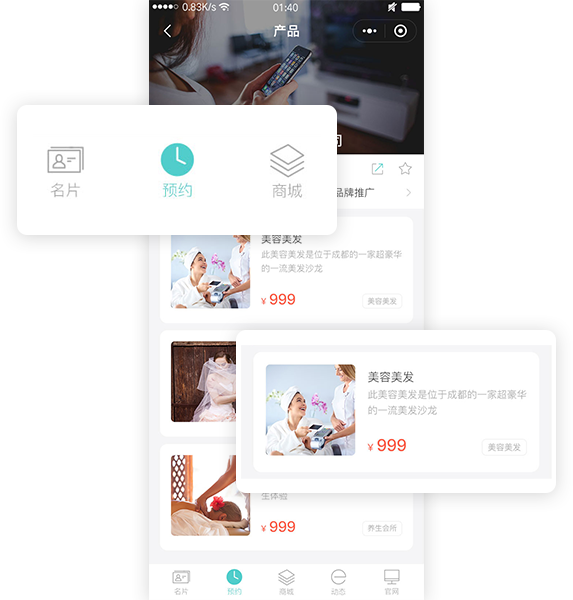 0.83K/s 01:40
产品
司
名片 预约 商城
品牌推广
美容美发
此美容美发是位于成都的一家超豪华
的一流美发沙龙
¥ 999 美容美发
美容美发
此美容美发是位于成都的一家超豪华
的一流美发沙龙
¥ 999 美容美发
生体验
¥ 999 养生会所
名片 预约 商城 动态 官网